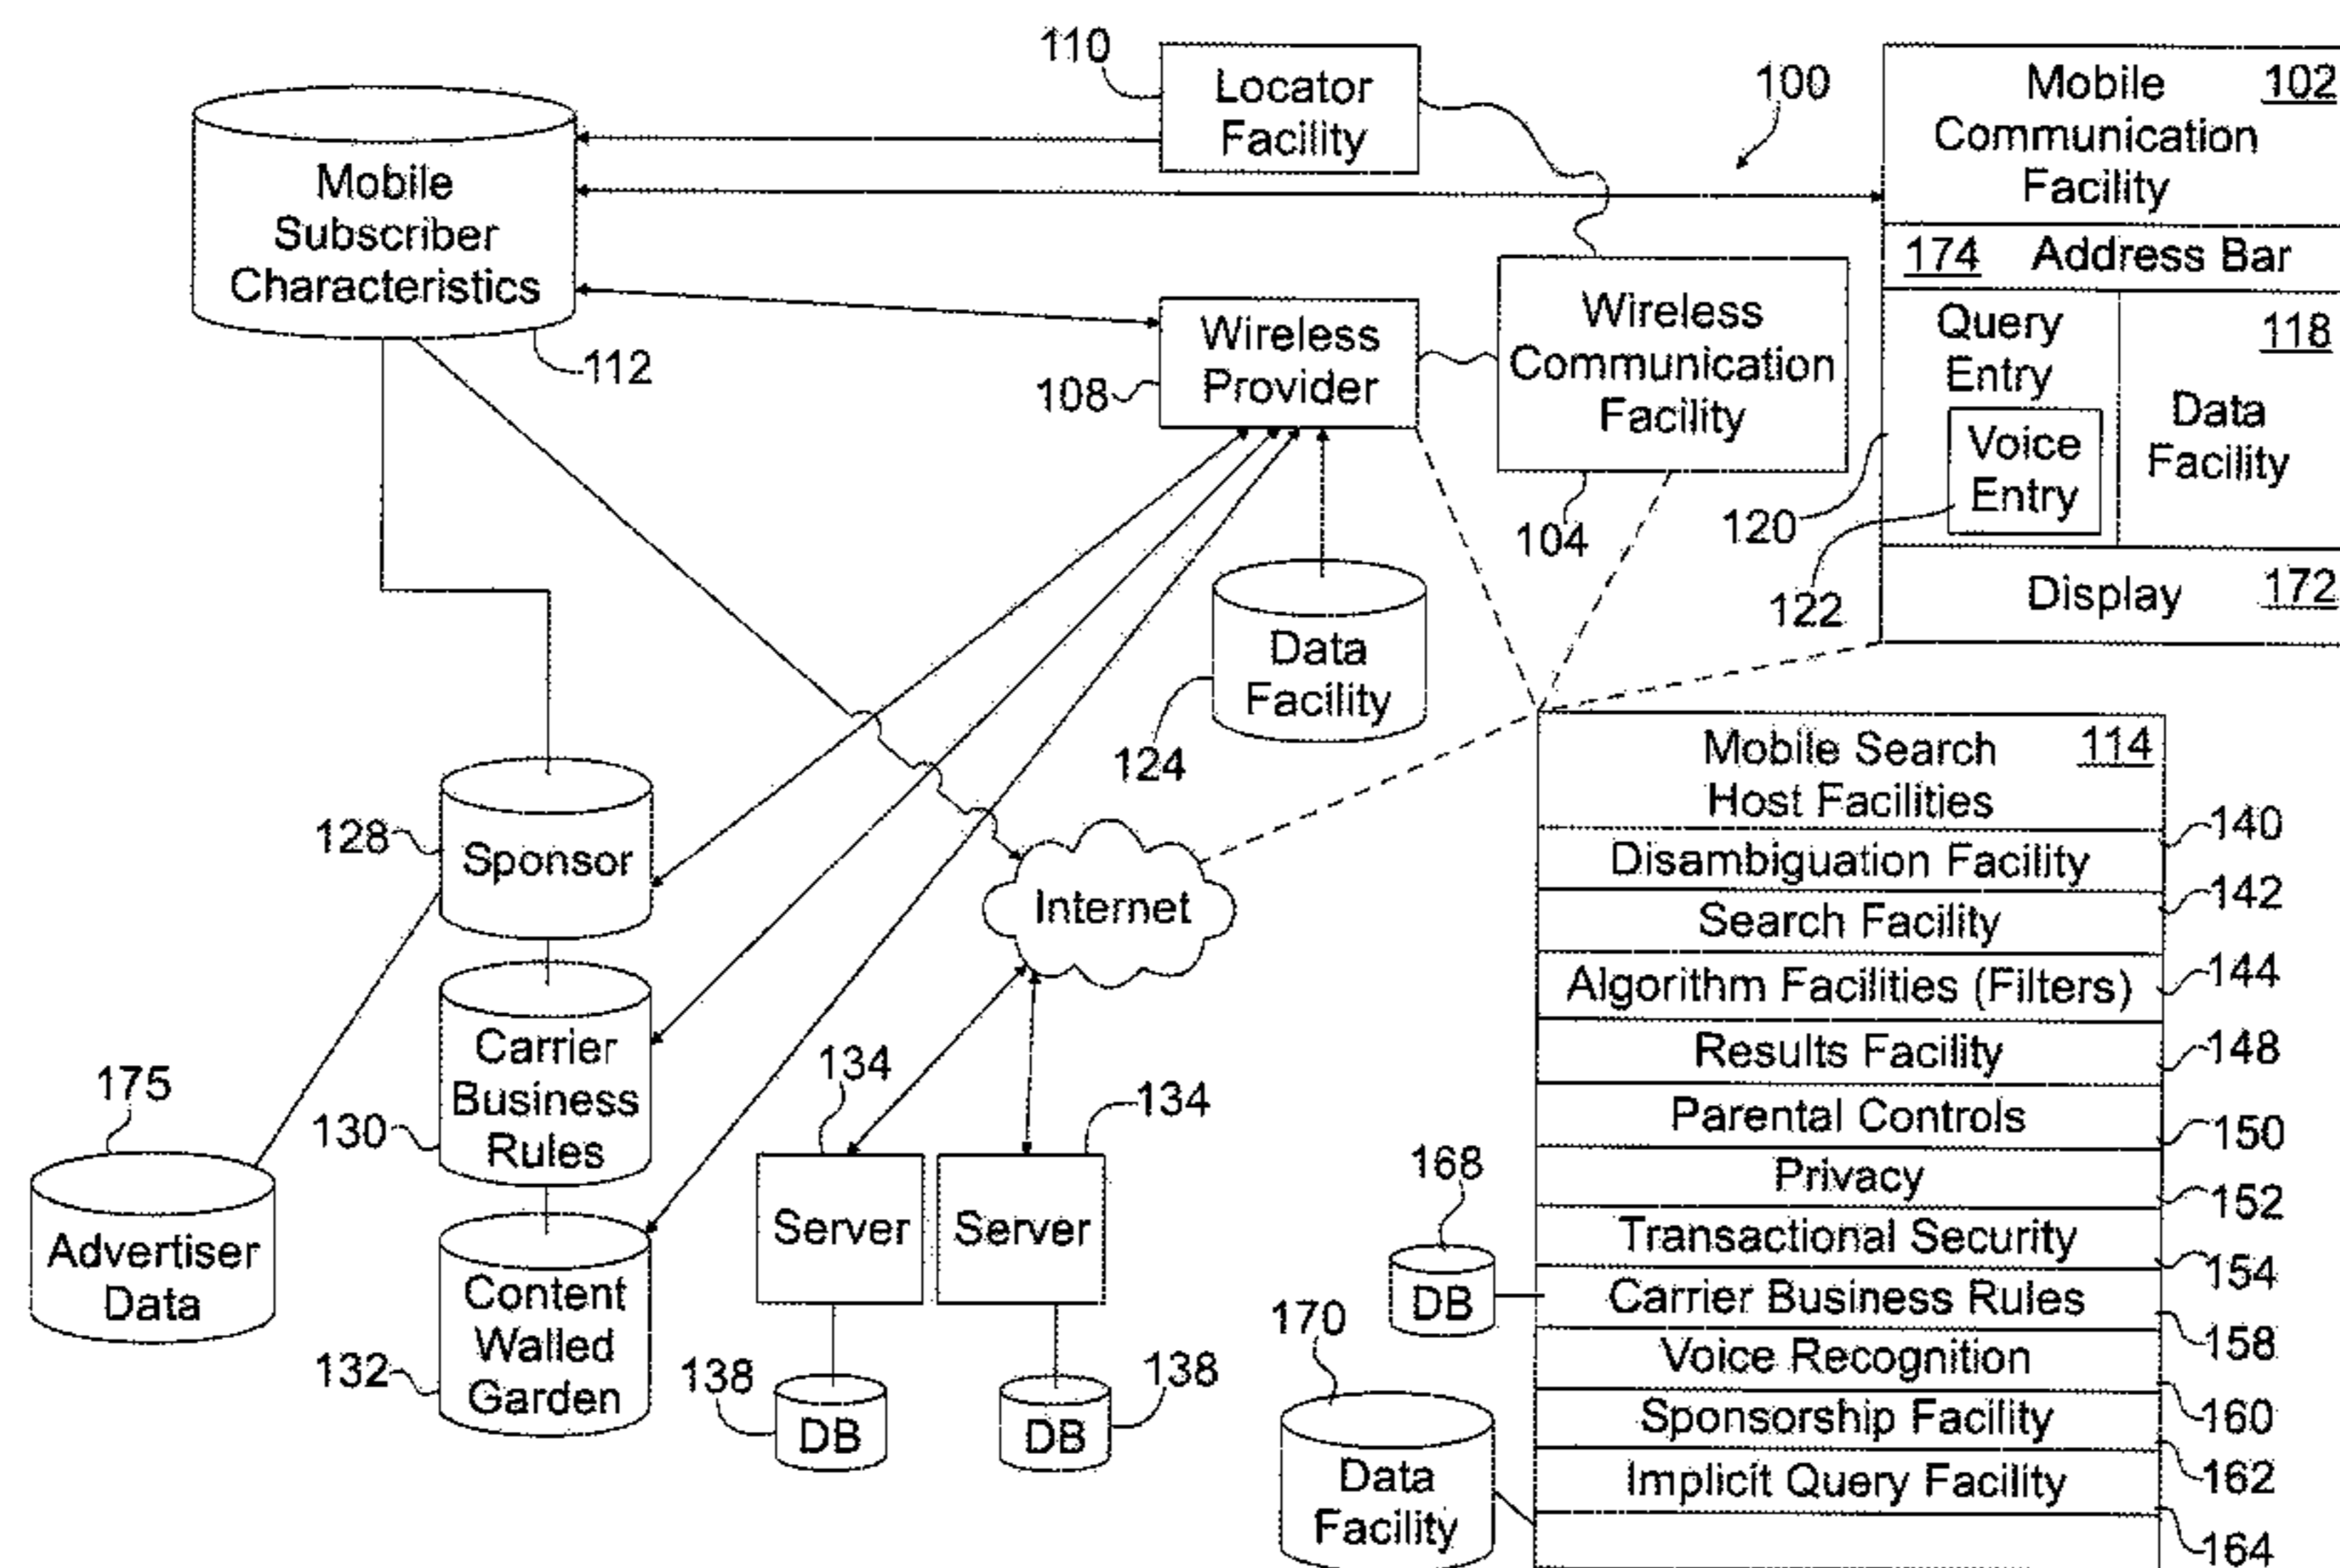 110
Locator
Facility
100
Mobile
102
Communication
Facility
Mobile
Subscriber
Characteristics
112
174
Address Bar
Wireless
Provider
108
Wireless
Communication
Facility
104
Query
Entry
118
Data
Facility
Voice
Entry
120
122
Display
172
Data
Facility
124
Mobile Search
Host Facilities
114
140
Disambiguation Facility
142
Search Facility
144
Algorithm Facilities (Filters)
148
Results Facility
150
Parental Controls
152
Privacy
154
Transactional Security
158
Carrier Business Rules
160
Voice Recognition
162
Sponsorship Facility
164
Implicit Query Facility
128
Sponsor
Internet
Carrier
Business
Rules
130
175
Advertiser
Data
134
134
Server
Server
Content
Walled
Garden
132
138
DB
138
DB
168
DB
170
Data
Facility